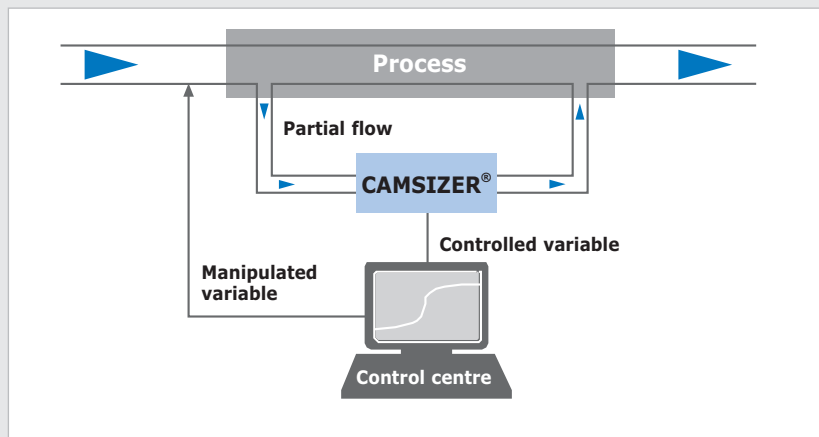 Process
Partial flow
CAMSIZER®
Controlled variable
Manipulated
variable
Control centre